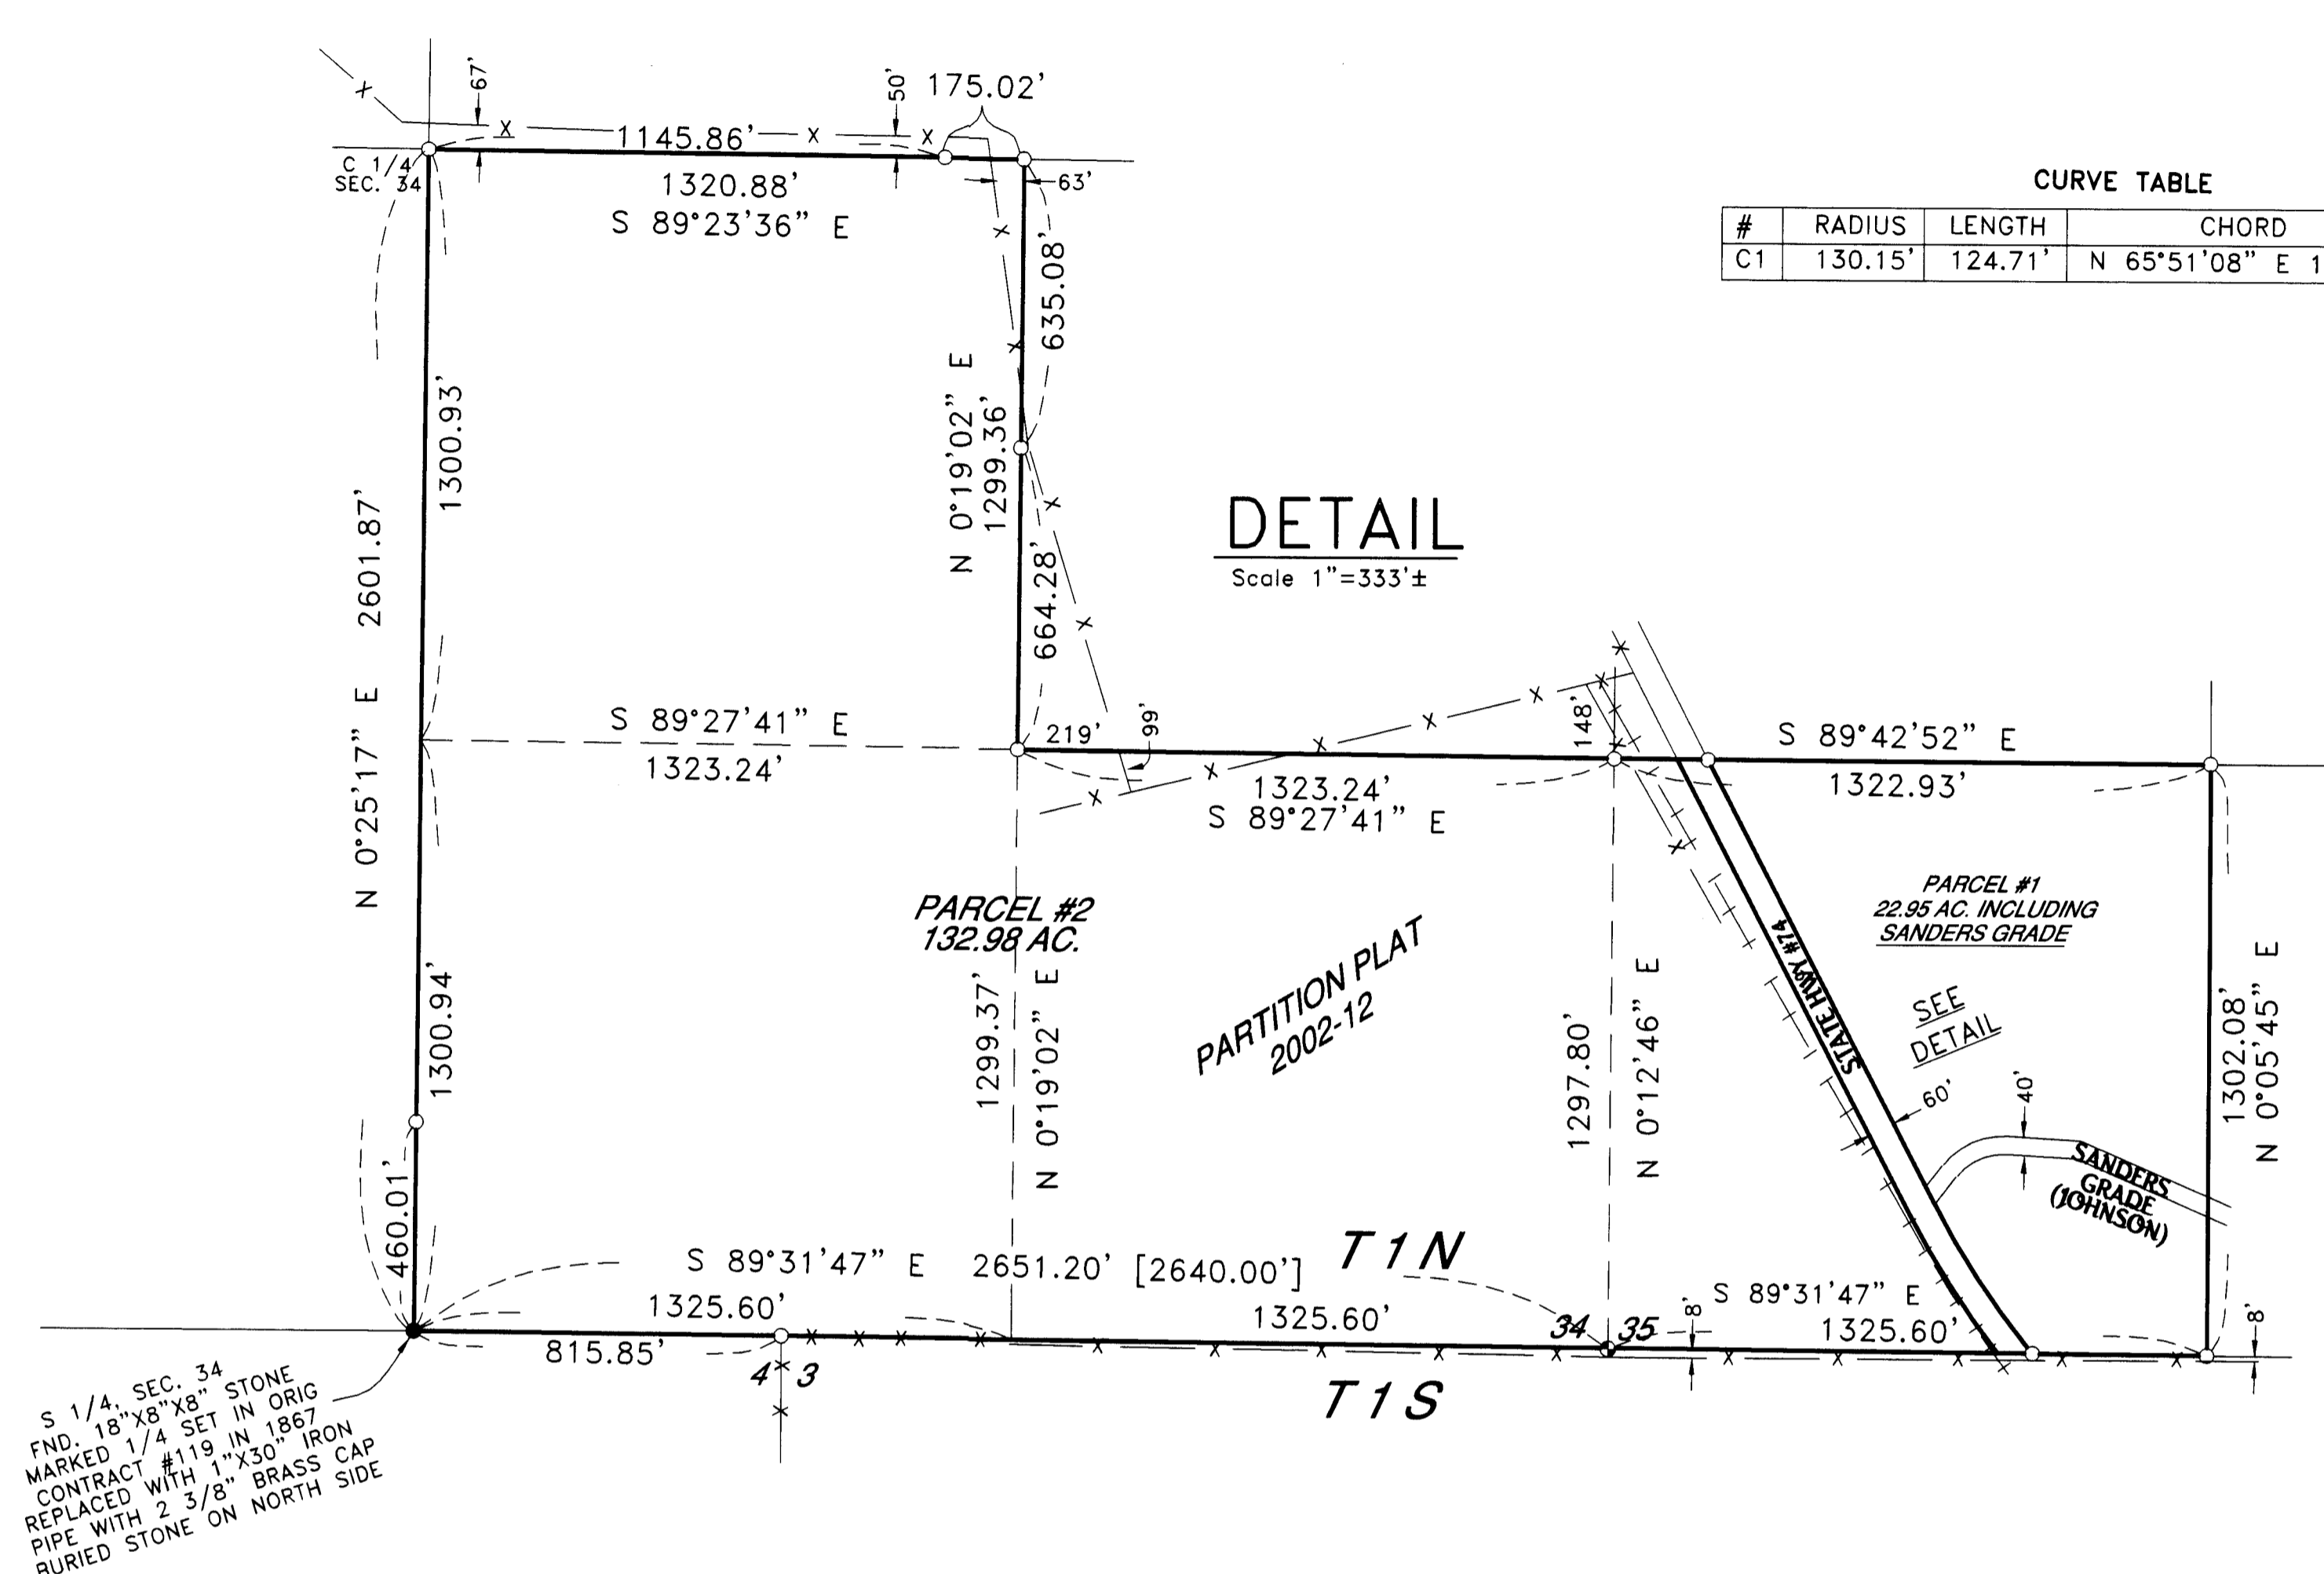 67'
50'
175.02'
1145.86'
C 1/4
SEC. 34
1320.88'
S 89°23'36" E
63'
CURVE TABLE
# RADIUS LENGTH CHORD
C1 130.15' 124.71' N 65°51'08" E 1
635.08'
N 0°19'02" E
1299.36'
664.28'
1300.93'
N 0°25'17" E 2601.87'
DETAIL
Scale 1"=333'±
S 89°27'41" E
1323.24'
219'
99'
148'
1323.24'
S 89°27'41" E
S 89°42'52" E
1322.93'
PARCEL #2
132.98 AC.
PARCEL #1
22.95 AC. INCLUDING
SANDERS GRADE
PARTITION PLAT
2002-12
STATE HWY #74
SEE
DETAIL
60'
40'
SANDERS
GRADE
(JOHNSON)
1302.08'
N 0°05'45" E
1300.94'
1299.37'
N 0°19'02" E
1297.80'
N 0°12'46" E
460.01'
S 89°31'47" E 2651.20' [2640.00']
T1N
1325.60'
1325.60'
34 35
8'
S 89°31'47" E
1325.60'
8'
815.85'
4 3
T1S
S 1/4, SEC. 34
FND. 18"X8"X8" STONE
MARKED 1/4 SET IN ORIG
CONTRACT #119 IN 1867
REPLACED WITH 1"X30" IRON
PIPE WITH 2 3/8" BRASS CAP
BURIED STONE ON NORTH SIDE